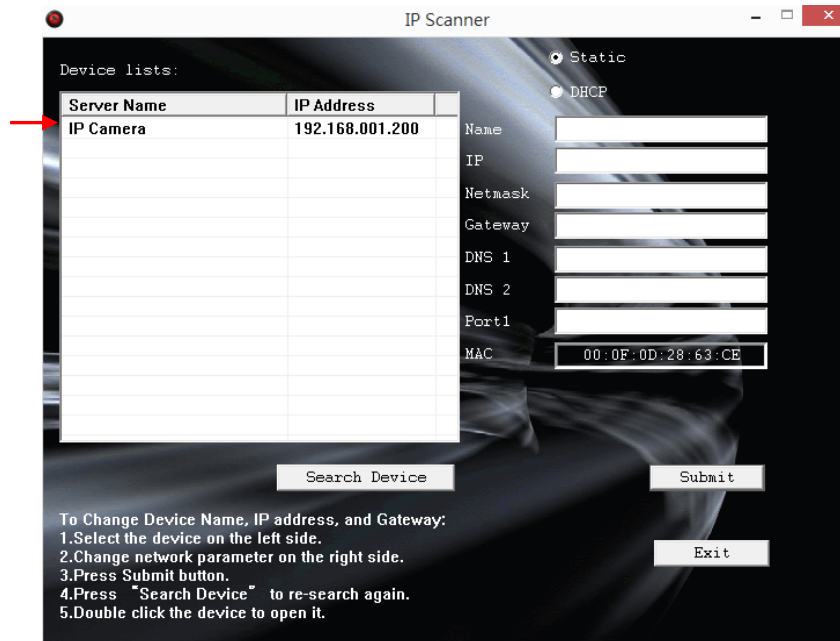 IP Scanner
Device lists:
Server Name IP Address
IP Camera 192.168.001.200
Static
DHCP
Name
IP
Netmask
Gateway
DNS 1
DNS 2
Port1
MAC 00:0F:0D:28:63:CE
Search Device
Submit
Exit
To Change Device Name, IP address, and Gateway:
1.Select the device on the left side.
2.Change network parameter on the right side.
3.Press Submit button.
4.Press “Search Device” to re-search again.
5.Double click the device to open it.